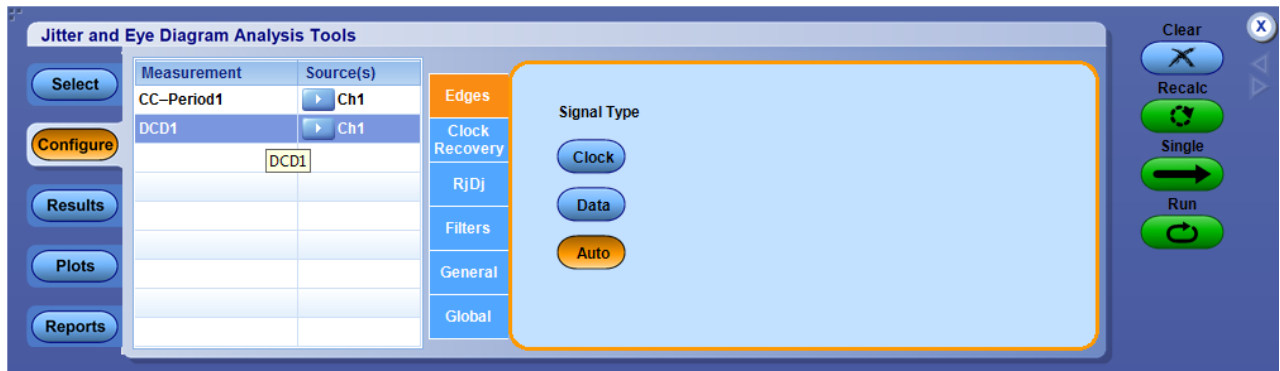 Jitter and Eye Diagram Analysis Tools
Select
Configure
Results
Plots
Reports
Measurement Source(s)
CC–Period1 Ch1
DCD1 Ch1
DCD1
Edges
Clock
Recovery
RjDj
Filters
General
Global
Signal Type
Clock
Data
Auto
Clear
X
Recalc
Single
Run